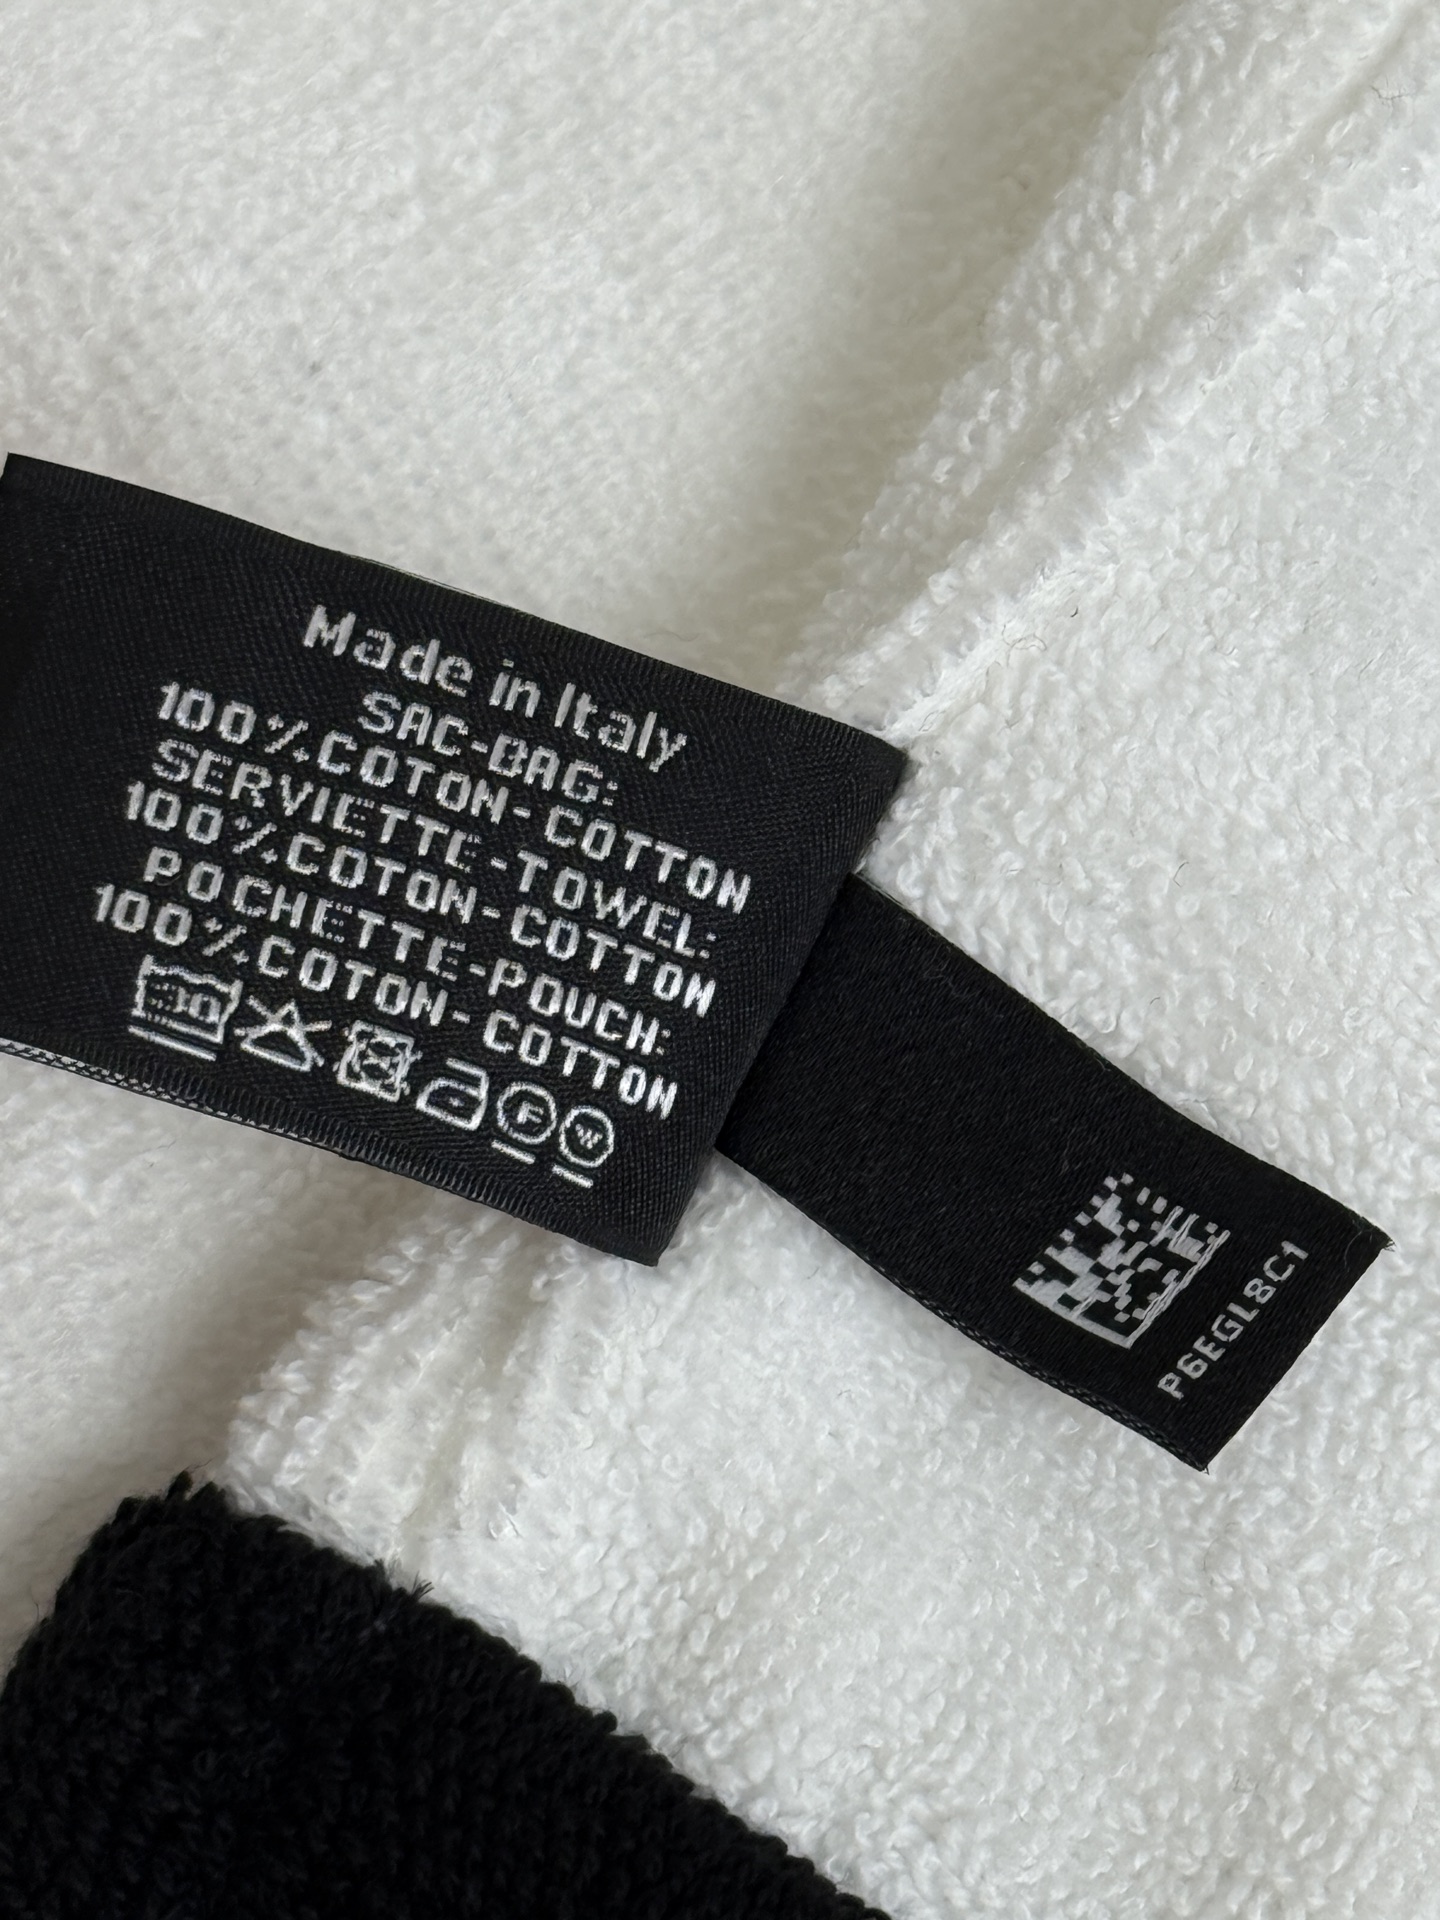 Made in Italy
SAC-BAG:
100%COTON-COTTON
SERVIETTE-TOWEL:
100%COTON-COTTON
POCHETTE-POUCH:
100%COTON-COTTON
30
F W
P6EGL8C1